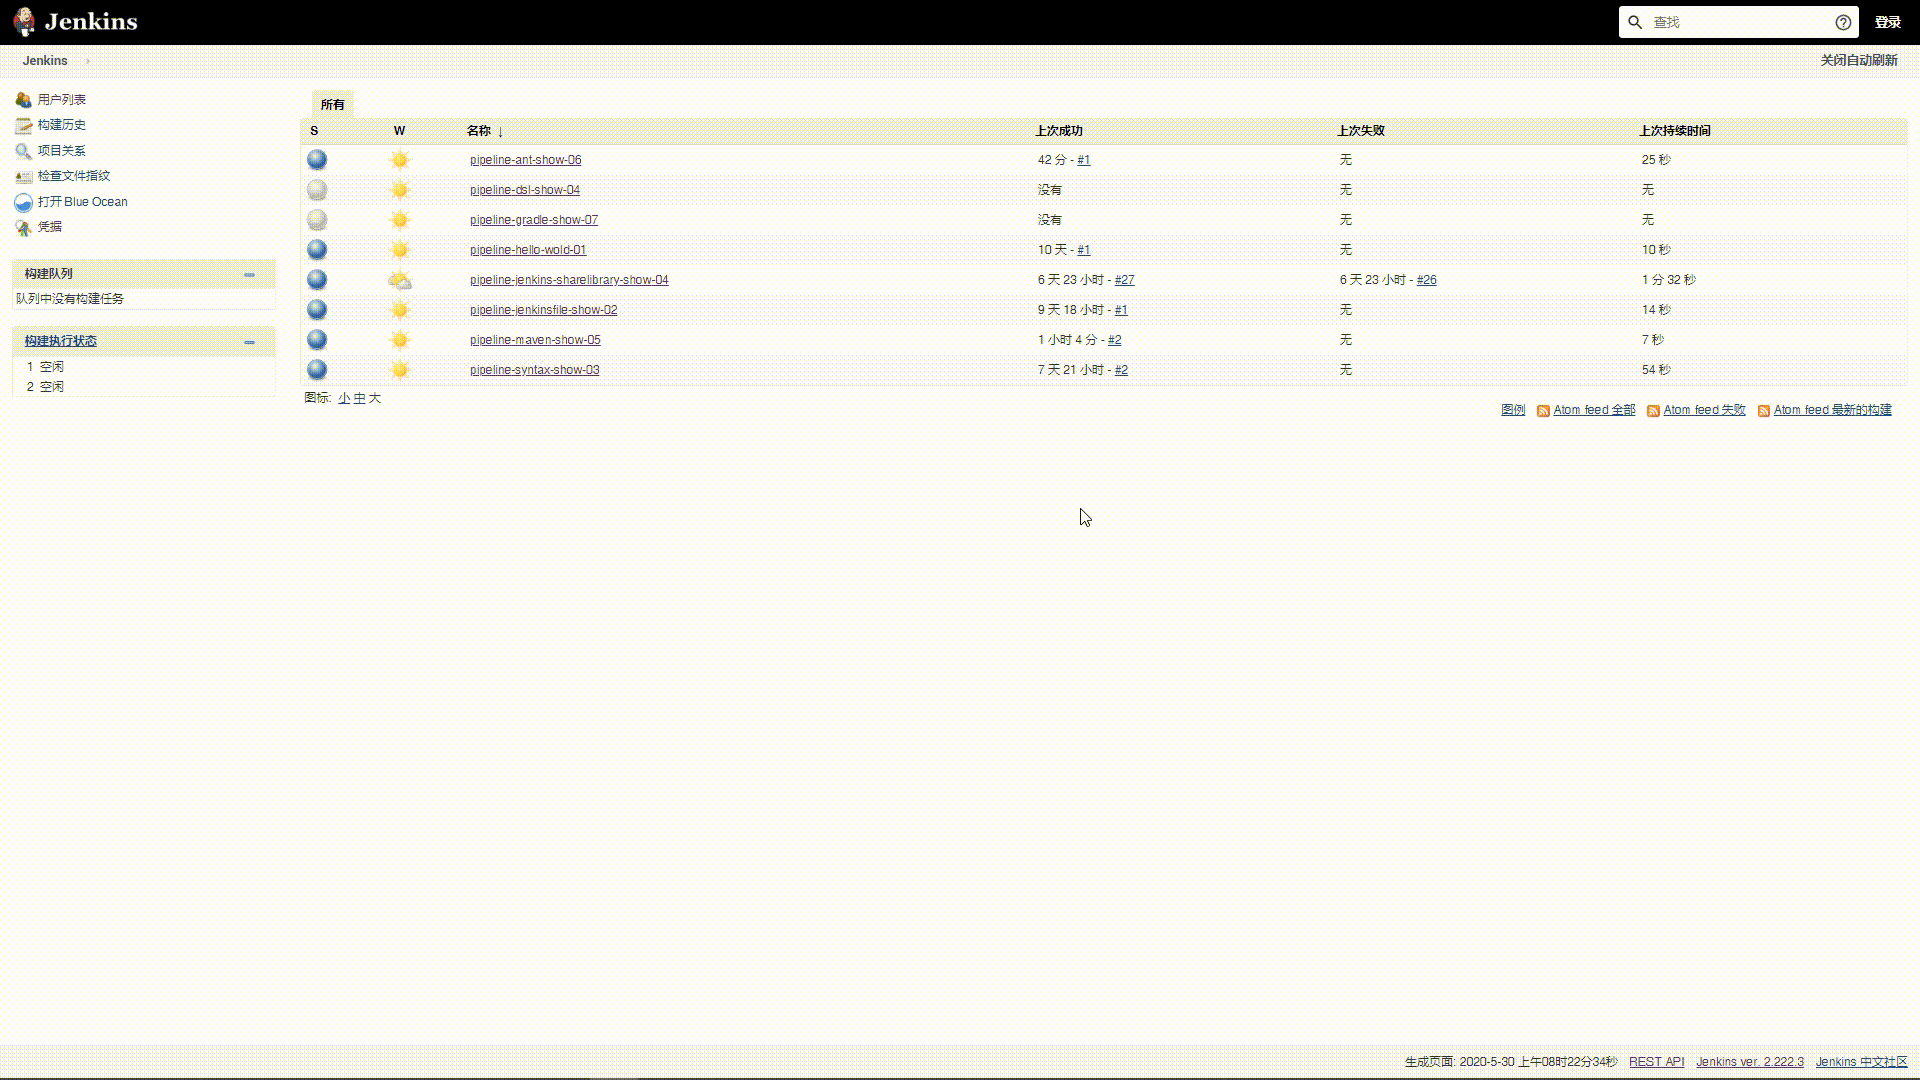 Jenkins
查找
登录
Jenkins
关闭自动刷新
用户列表
构建历史
项目关系
检查文件指纹
打开 Blue Ocean
凭据
构建队列
队列中没有构建任务
构建执行状态
1 空闲
2 空闲
所有
S W 名称 ↓ 上次成功 上次失败 上次持续时间
pipeline-ant-show-06 42 分 - #1 无 25 秒
pipeline-dsl-show-04 没有 无 无
pipeline-gradle-show-07 没有 无 无
pipeline-hello-wold-01 10 天 - #1 无 10 秒
pipeline-jenkins-sharelibrary-show-04 6 天 23 小时 - #27 6 天 23 小时 - #26 1 分 32 秒
pipeline-jenkinsfile-show-02 9 天 18 小时 - #1 无 14 秒
pipeline-maven-show-05 1 小时 4 分 - #2 无 7 秒
pipeline-syntax-show-03 7 天 21 小时 - #2 无 54 秒
图标: 小 中 大
图例 Atom feed 全部 Atom feed 失败 Atom feed 最新的构建
生成页面: 2020-5-30 上午08时22分34秒 REST API Jenkins ver. 2.222.3 Jenkins 中文社区